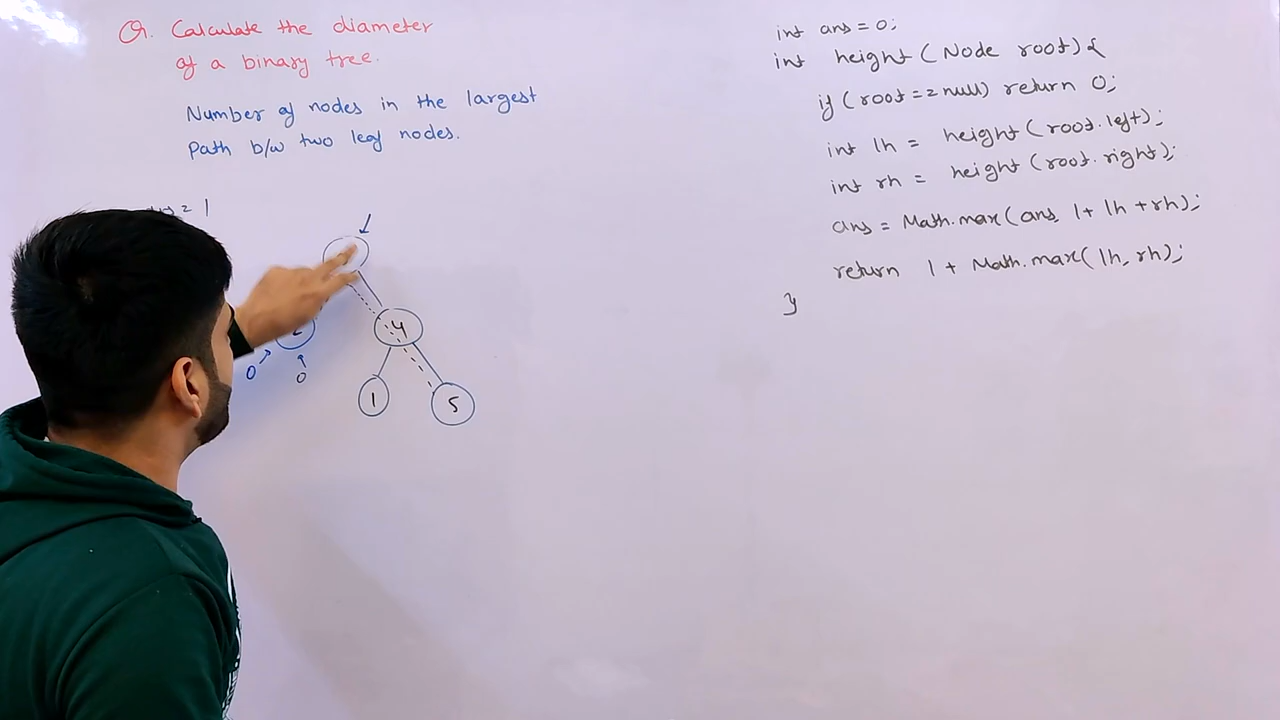 Q. Calculate the diameter
of a binary tree.
Number of nodes in the largest
Path b/w two leaf nodes.
= 1
4
0
0
1
5
int ans = 0;
int height ( Node root) {
if ( root == null) return 0;
int lh = height ( root. left);
int rh = height ( root. right);
ans = Math.max( ans, 1 + lh + rh);
return 1 + Math.max( lh, rh);
}